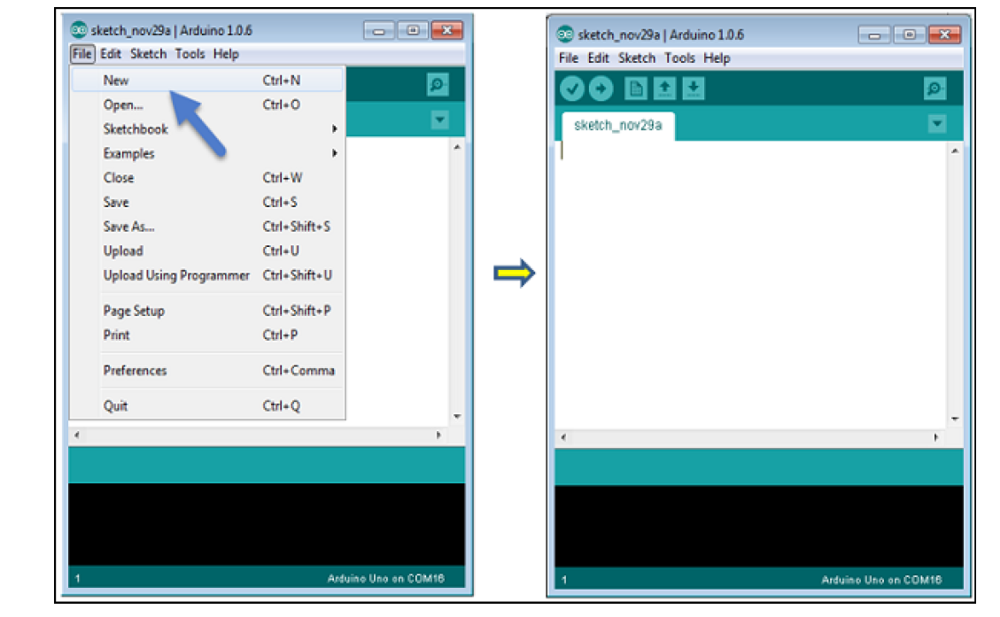 sketch_nov29a | Arduino 1.0.6
File Edit Sketch Tools Help
New Ctrl+N
Open... Ctrl+O
Sketchbook
Examples
Close Ctrl+W
Save Ctrl+S
Save As... Ctrl+Shift+S
Upload Ctrl+U
Upload Using Programmer Ctrl+Shift+U
Page Setup Ctrl+Shift+P
Print Ctrl+P
Preferences Ctrl+Comma
Quit Ctrl+Q
1 Arduino Uno on COM16
sketch_nov29a | Arduino 1.0.6
File Edit Sketch Tools Help
sketch_nov29a
1 Arduino Uno on COM16